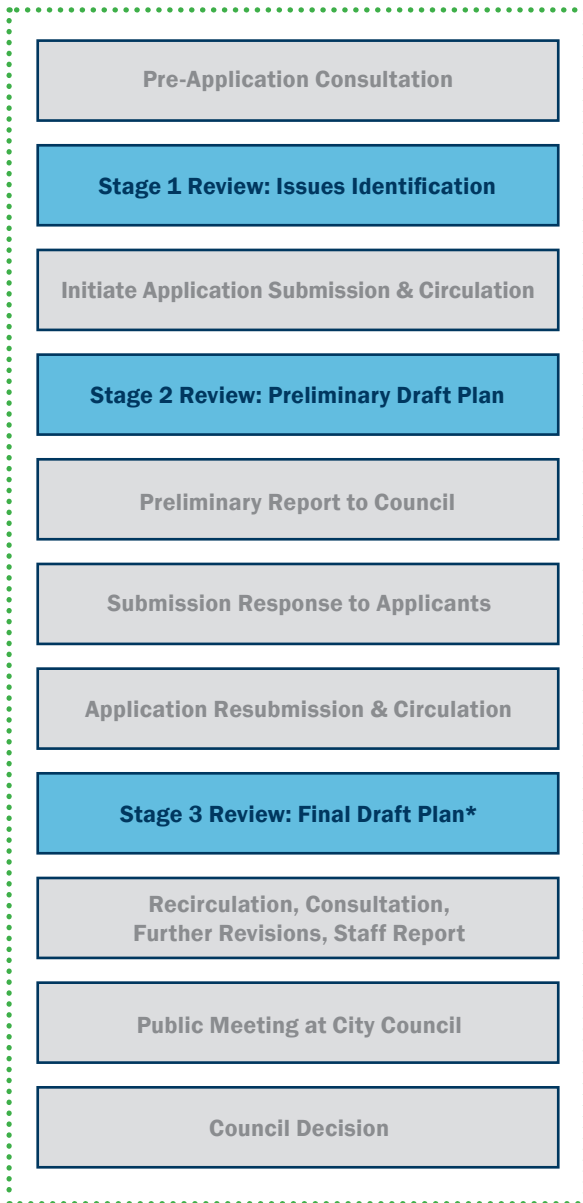 Pre-Application Consultation
Stage 1 Review: Issues Identification
Initiate Application Submission & Circulation
Stage 2 Review: Preliminary Draft Plan
Preliminary Report to Council
Submission Response to Applicants
Application Resubmission & Circulation
Stage 3 Review: Final Draft Plan*
Recirculation, Consultation,
Further Revisions, Staff Report
Public Meeting at City Council
Council Decision